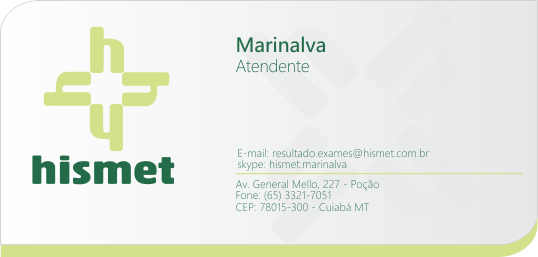 hismet
Marinalva
Atendente
E-mail: resultado.exames@hismet.com.br
skype: hismet.marinalva
Av. General Mello, 227 - Poção
Fone: (65) 3321-7051
CEP: 78015-300 - Cuiabá MT